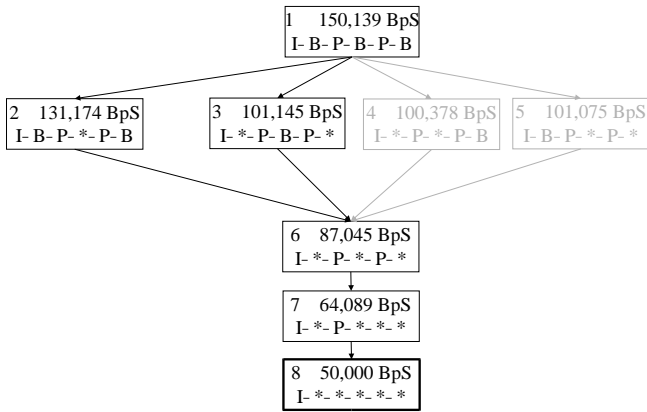 1 150,139 BpS
I- B- P- B- P- B
2 131,174 BpS
I- B- P- *- P- B
3 101,145 BpS
I- *- P- B- P- *
4 100,378 BpS
I- *- P- *- P- B
5 101,075 BpS
I- B- P- *- P- *
6 87,045 BpS
I- *- P- *- P- *
7 64,089 BpS
I- *- P- *- *- *
8 50,000 BpS
I- *- *- *- *- *